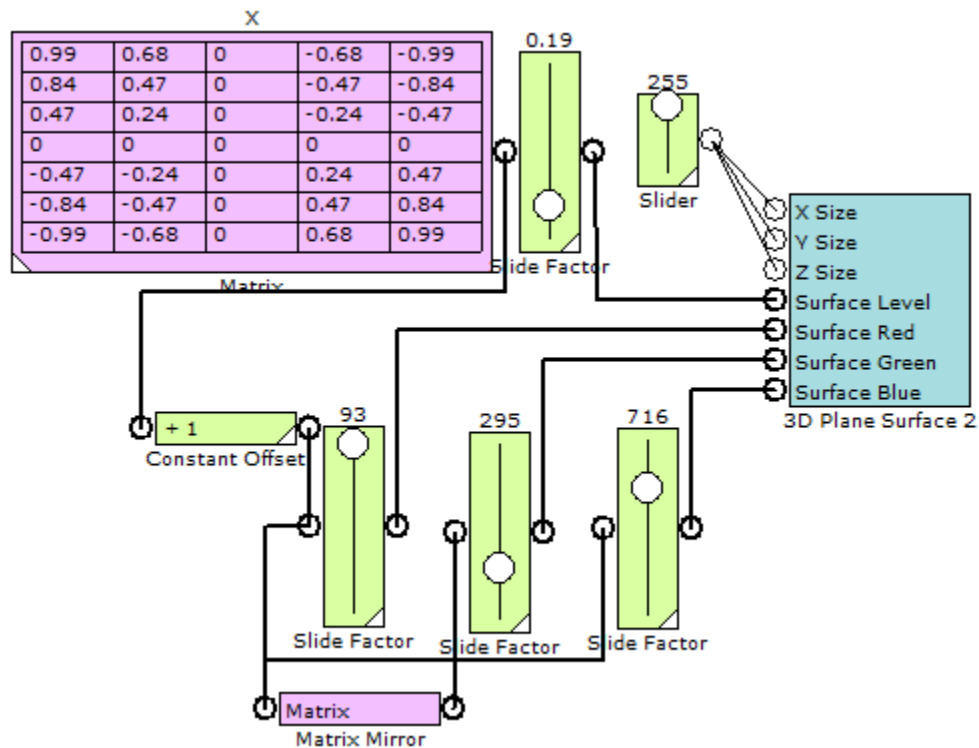 X
0.99 0.68 0 -0.68 -0.99
0.84 0.47 0 -0.47 -0.84
0.47 0.24 0 -0.24 -0.47
0 0 0 0 0
-0.47 -0.24 0 0.24 0.47
-0.84 -0.47 0 0.47 0.84
-0.99 -0.68 0 0.68 0.99
Matrix
0.19
Slide Factor
255
Slider
X Size
Y Size
Z Size
Surface Level
Surface Red
Surface Green
Surface Blue
3D Plane Surface 2
+ 1
Constant Offset
93
Slide Factor
295
Slide Factor
716
Slide Factor
Matrix
Matrix Mirror